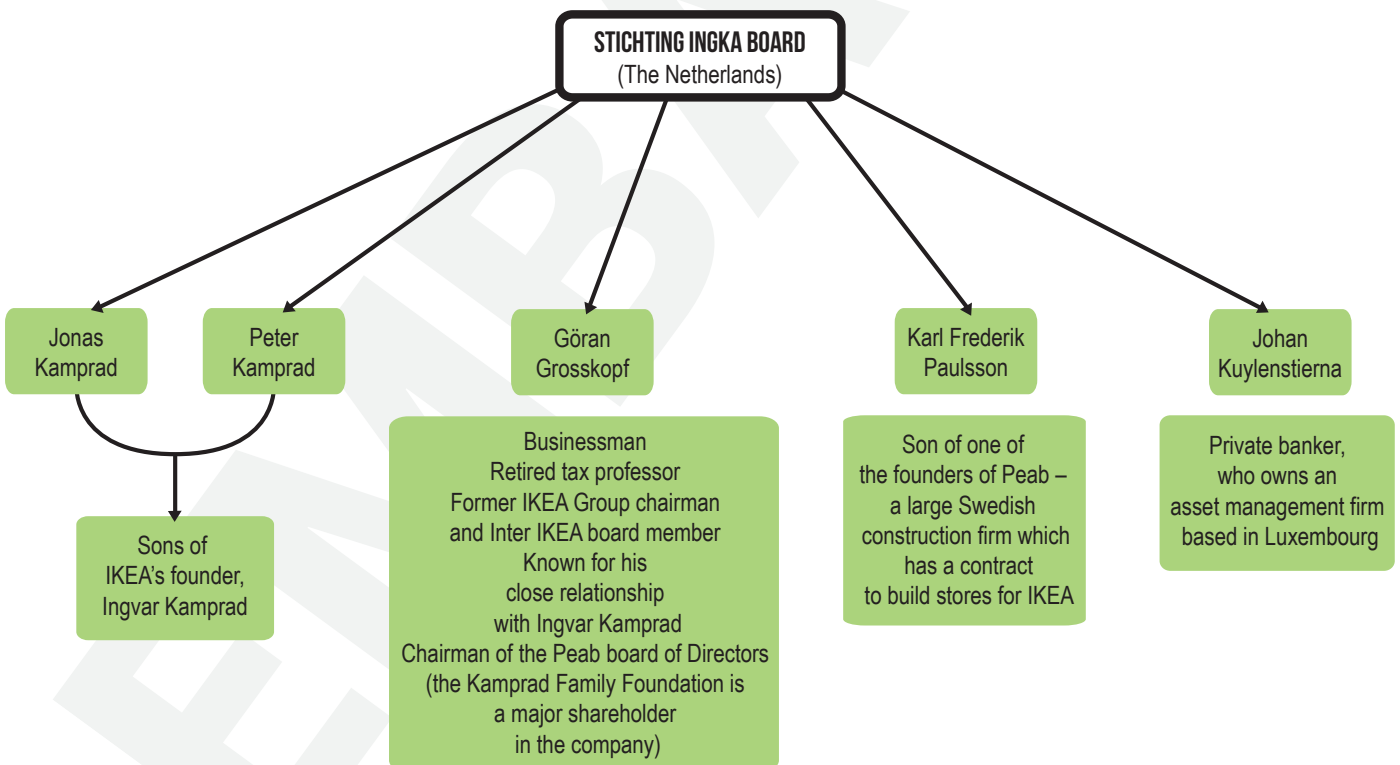 STICHTING INGKA BOARD
(The Netherlands)
Jonas
Kamprad
Peter
Kamprad
Göran
Grosskopf
Karl Frederik
Paulsson
Johan
Kuylenstierna
Sons of
IKEA's founder,
Ingvar Kamprad
Businessman
Retired tax professor
Former IKEA Group chairman
and Inter IKEA board member
Known for his
close relationship
with Ingvar Kamprad
Chairman of the Peab board of Directors
(the Kamprad Family Foundation is
a major shareholder
in the company)
Son of one of
the founders of Peab –
a large Swedish
construction firm which
has a contract
to build stores for IKEA
Private banker,
who owns an
asset management firm
based in Luxembourg